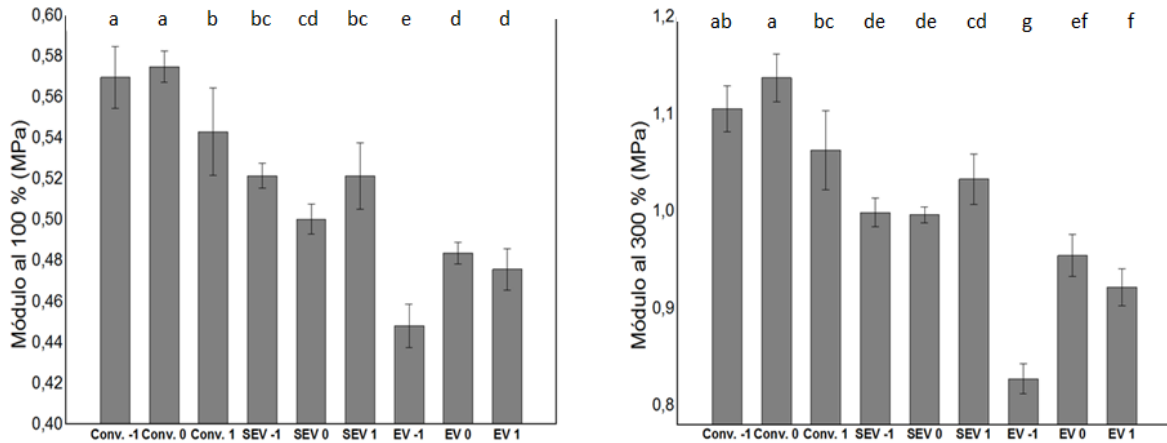 a a b bc cd bc e d d
Módulo al 100 % (MPa)
0,60
0,58
0,56
0,54
0,52
0,50
0,48
0,46
0,44
0,42
0,40
Conv. -1 Conv. 0 Conv. 1 SEV -1 SEV 0 SEV 1 EV -1 EV 0 EV 1
ab a bc de de cd g ef f
Módulo al 300 % (MPa)
1,2
1,1
1,0
0,9
0,8
Conv. -1 Conv. 0 Conv. 1 SEV -1 SEV 0 SEV 1 EV -1 EV 0 EV 1